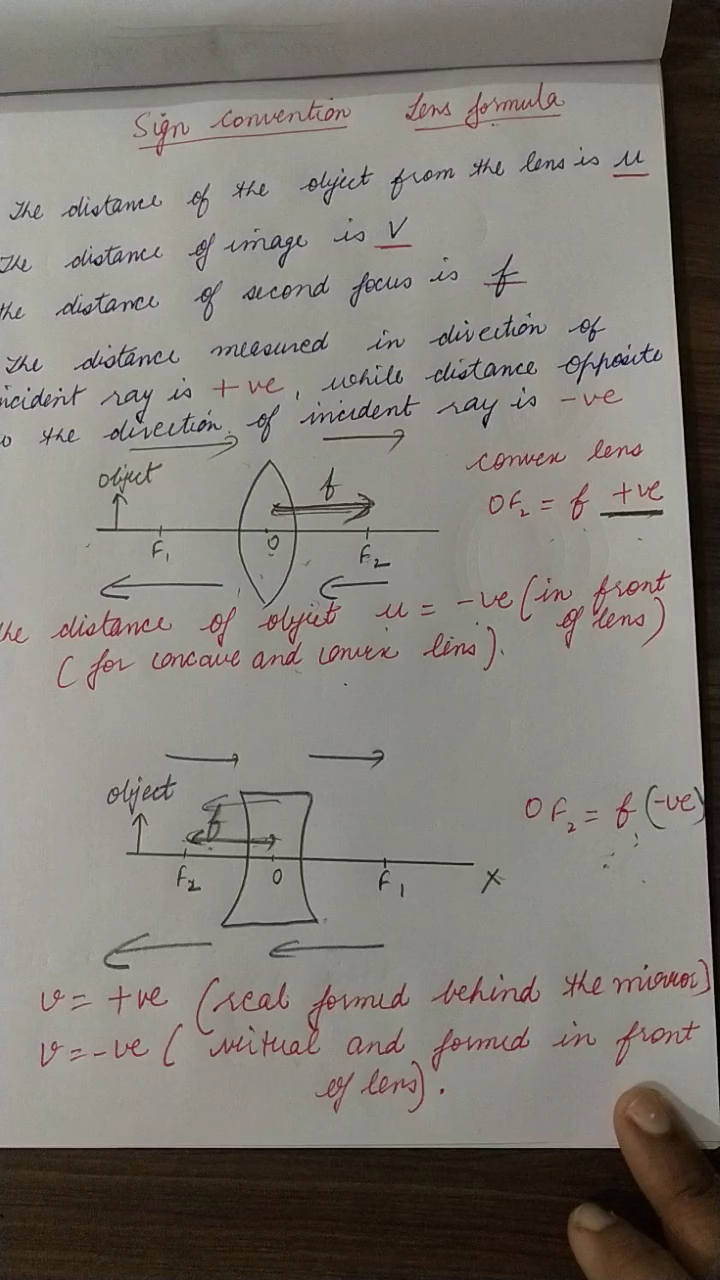 Sign convention Lens formula
The distance of the object from the lens is u
The distance of image is V
the distance of second focus is f
The distance measured in direction of
ncident ray is +ve, while distance opposite
o the direction of incident ray is -ve
object
f
convex lens
OF2 = f +ve
F1 O F2
he distance of object u = -ve (in front
of lens)
( for concave and convex lens).
object
f
OF2 = f (-ve)
F2 O F1 X
v = +ve (real formed behind the mirror)
v = -ve ( virtual and formed in front
of lens).